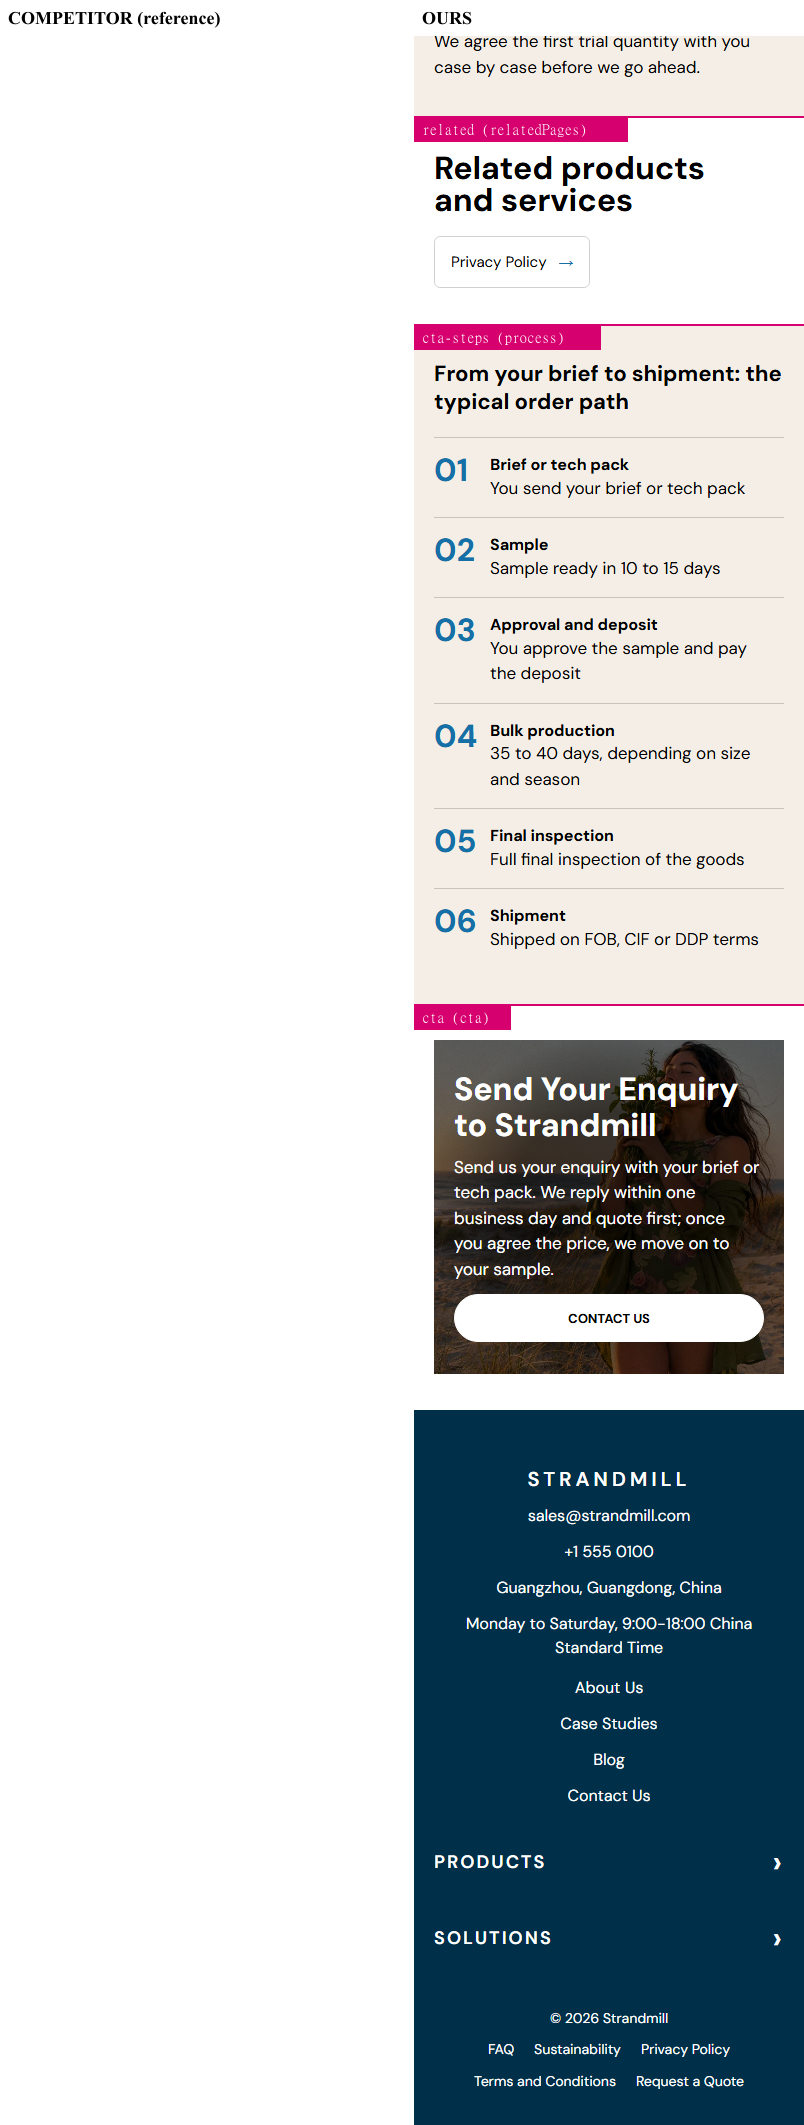 COMPETITOR (reference)
OURS
We agree the first trial quantity with you
case by case before we go ahead.
related (relatedPages)
Related products
and services
Privacy Policy →
cta-steps (process)
From your brief to shipment: the
typical order path
01
Brief or tech pack
You send your brief or tech pack
02
Sample
Sample ready in 10 to 15 days
03
Approval and deposit
You approve the sample and pay
the deposit
04
Bulk production
35 to 40 days, depending on size
and season
05
Final inspection
Full final inspection of the goods
06
Shipment
Shipped on FOB, CIF or DDP terms
cta (cta)
Send Your Enquiry
to Strandmill
Send us your enquiry with your brief or
tech pack. We reply within one
business day and quote first; once
you agree the price, we move on to
your sample.
CONTACT US
STRANDMILL
sales@strandmill.com
+1 555 0100
Guangzhou, Guangdong, China
Monday to Saturday, 9:00-18:00 China
Standard Time
About Us
Case Studies
Blog
Contact Us
PRODUCTS
SOLUTIONS
© 2026 Strandmill
FAQ Sustainability Privacy Policy
Terms and Conditions Request a Quote